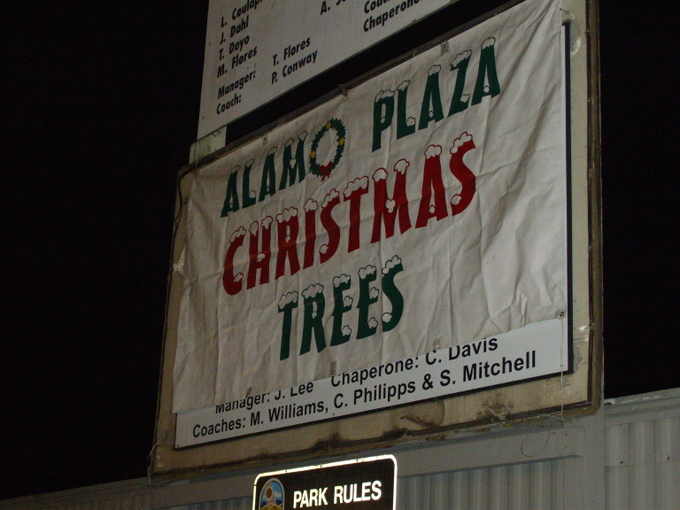 L.
J. Dahl
T. Deyo
M. Flores
Manager: T. Flores
Coach: P. Conway
A.
Chaperone
ALAMO PLAZA
CHRISTMAS
TREES
Manager: J. Lee Chaperone: C. Davis
Coaches: M. Williams, C. Philipps & S. Mitchell
PARK RULES